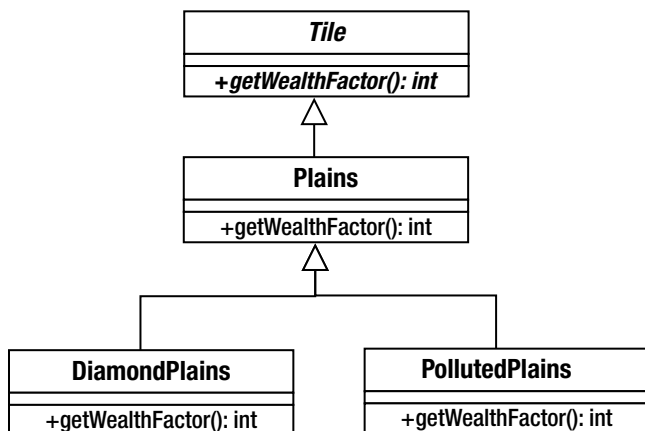 Tile
+getWealthFactor(): int
Plains
+getWealthFactor(): int
DiamondPlains
+getWealthFactor(): int
PollutedPlains
+getWealthFactor(): int